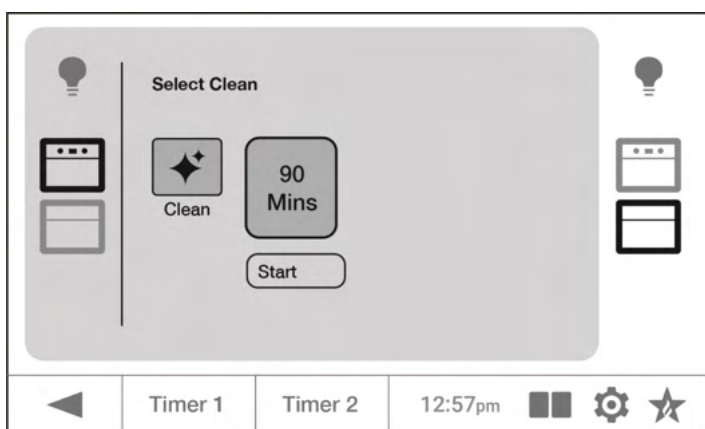 Select Clean
Clean
90
Mins
Start
Timer 1
Timer 2
12:57pm